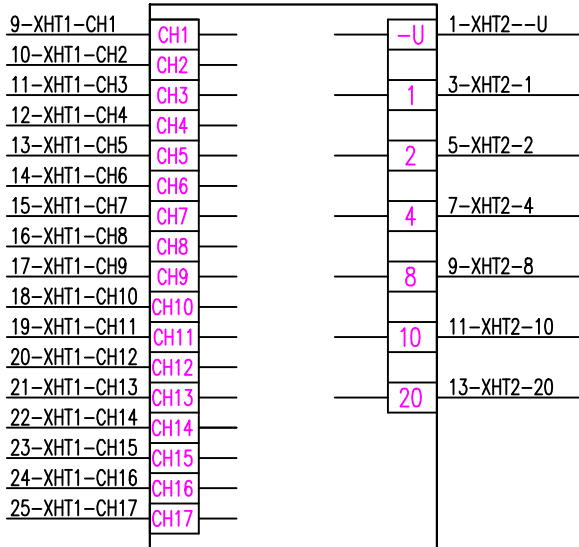 9-XHT1-CH1 CH1 -U 1-XHT2--U
10-XHT1-CH2 CH2
11-XHT1-CH3 CH3 1 3-XHT2-1
12-XHT1-CH4 CH4
13-XHT1-CH5 CH5 2 5-XHT2-2
14-XHT1-CH6 CH6
15-XHT1-CH7 CH7 4 7-XHT2-4
16-XHT1-CH8 CH8
17-XHT1-CH9 CH9 8 9-XHT2-8
18-XHT1-CH10 CH10
19-XHT1-CH11 CH11 10 11-XHT2-10
20-XHT1-CH12 CH12
21-XHT1-CH13 CH13 20 13-XHT2-20
22-XHT1-CH14 CH14
23-XHT1-CH15 CH15
24-XHT1-CH16 CH16
25-XHT1-CH17 CH17